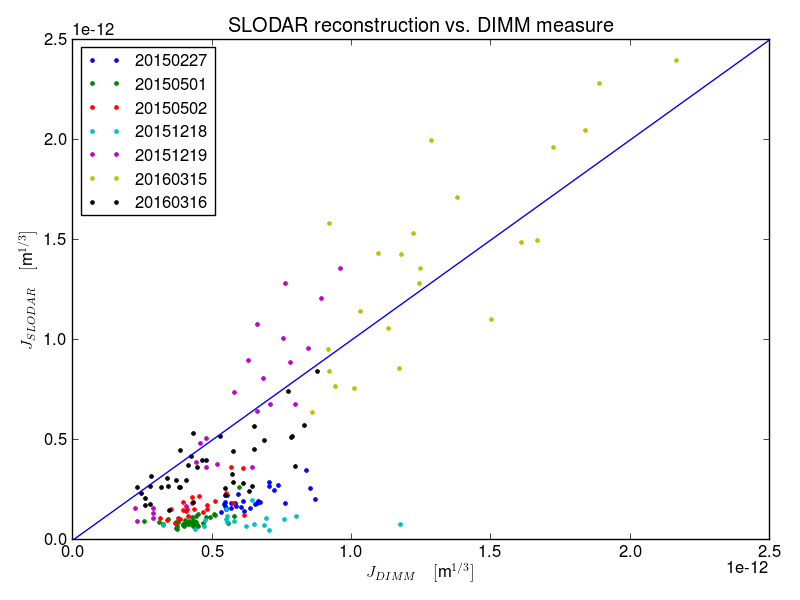 SLODAR reconstruction vs. DIMM measure
1e-12
2.5
2.0
1.5
1.0
0.5
0.0
J_SLODAR [m^1/3]
20150227
20150501
20150502
20151218
20151219
20160315
20160316
0.0 0.5 1.0 1.5 2.0 2.5
J_DIMM [m^1/3]
1e-12